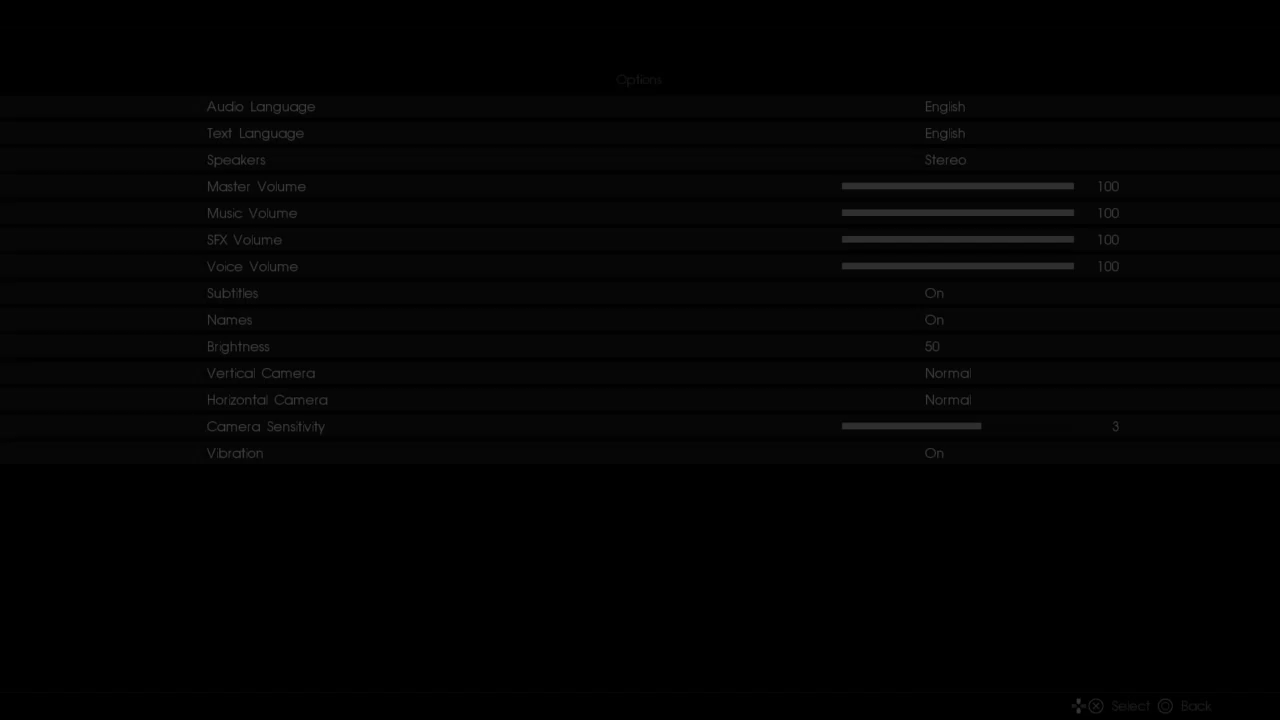 Options
Audio Language English
Text Language English
Speakers Stereo
Master Volume 100
Music Volume 100
SFX Volume 100
Voice Volume 100
Subtitles On
Names On
Brightness 50
Vertical Camera Normal
Horizontal Camera Normal
Camera Sensitivity 3
Vibration On
Select Back